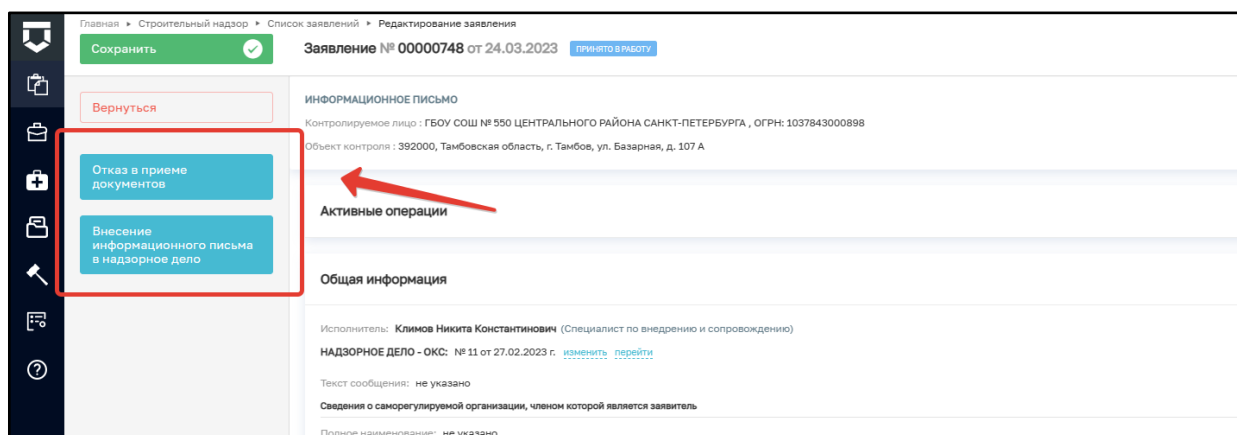 Главная ▸ Строительный надзор ▸ Список заявлений ▸ Редактирование заявления
Сохранить
Заявление № 00000748 от 24.03.2023 ПРИНЯТО В РАБОТУ
Вернуться
ИНФОРМАЦИОННОЕ ПИСЬМО
Контролируемое лицо : ГБОУ СОШ № 550 ЦЕНТРАЛЬНОГО РАЙОНА САНКТ-ПЕТЕРБУРГА , ОГРН: 1037843000898
Объект контроля : 392000, Тамбовская область, г. Тамбов, ул. Базарная, д. 107 А
Отказ в приеме
документов
Внесение
информационного письма
в надзорное дело
Активные операции
Общая информация
Исполнитель: Климов Никита Константинович (Специалист по внедрению и сопровождению)
НАДЗОРНОЕ ДЕЛО - ОКС: № 11 от 27.02.2023 г. изменить перейти
Текст сообщения: не указано
Сведения о саморегулируемой организации, членом которой является заявитель
Полное наименование: не указано